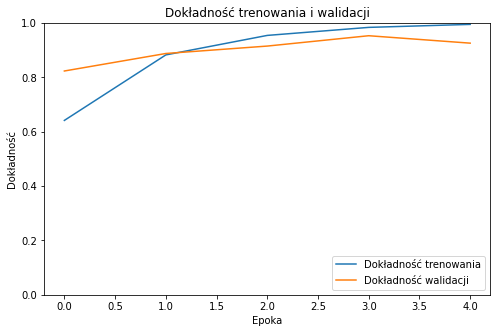 Dokładność trenowania i walidacji
1.0
0.8
0.6
0.4
0.2
0.0
Dokładność
0.0 0.5 1.0 1.5 2.0 2.5 3.0 3.5 4.0
Epoka
Dokładność trenowania
Dokładność walidacji